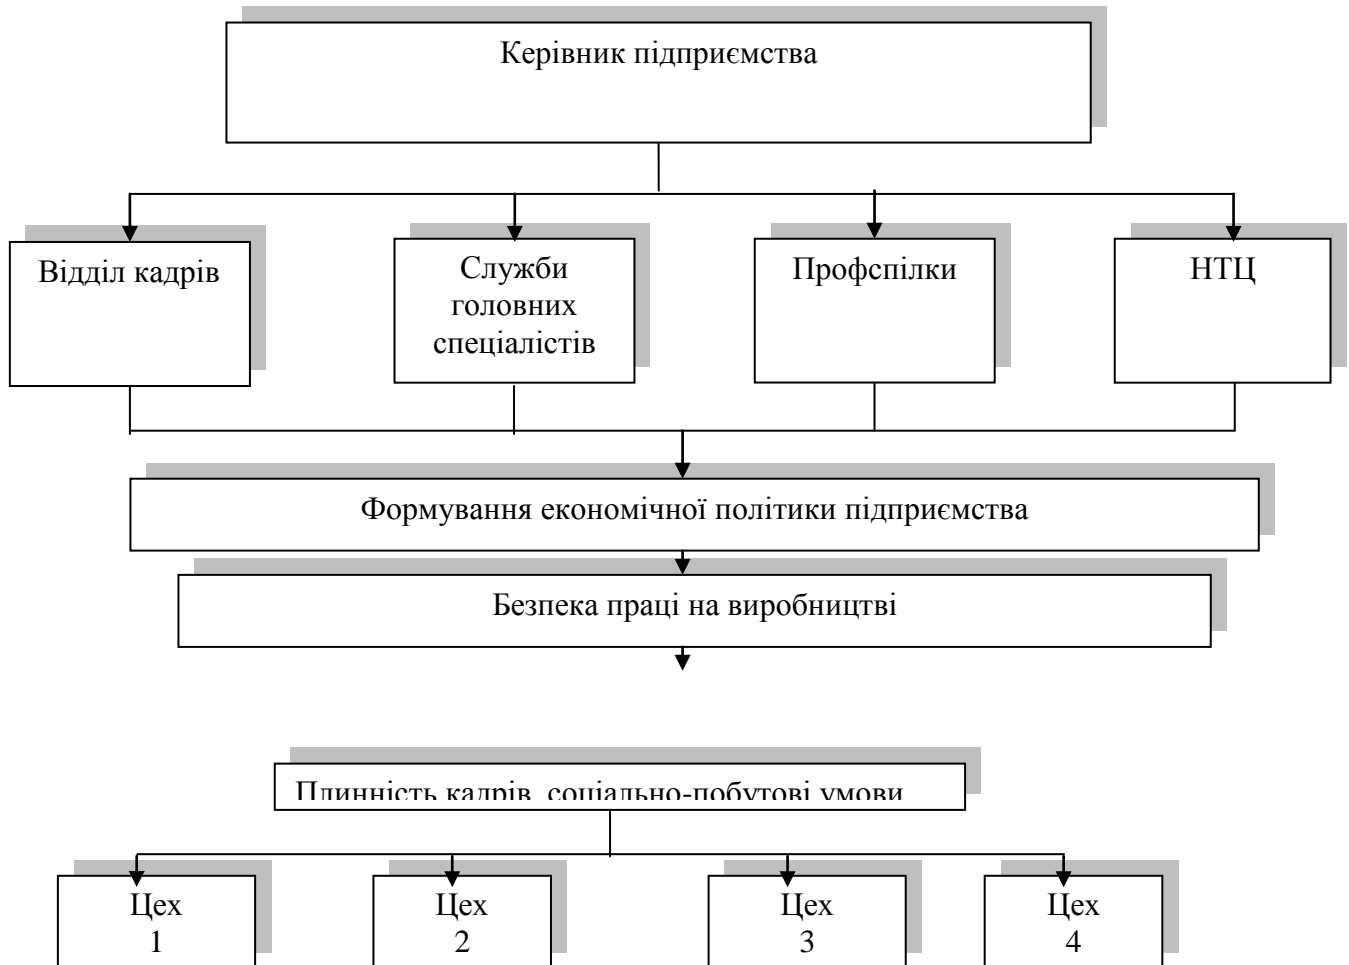 Керівник підприємства
Відділ кадрів
Служби
головних
спеціалістів
Профспілки
НТЦ
Формування економічної політики підприємства
Безпека праці на виробництві
Плинність кадрів, соціально-побутові умови
Цех
1
Цех
2
Цех
3
Цех
4